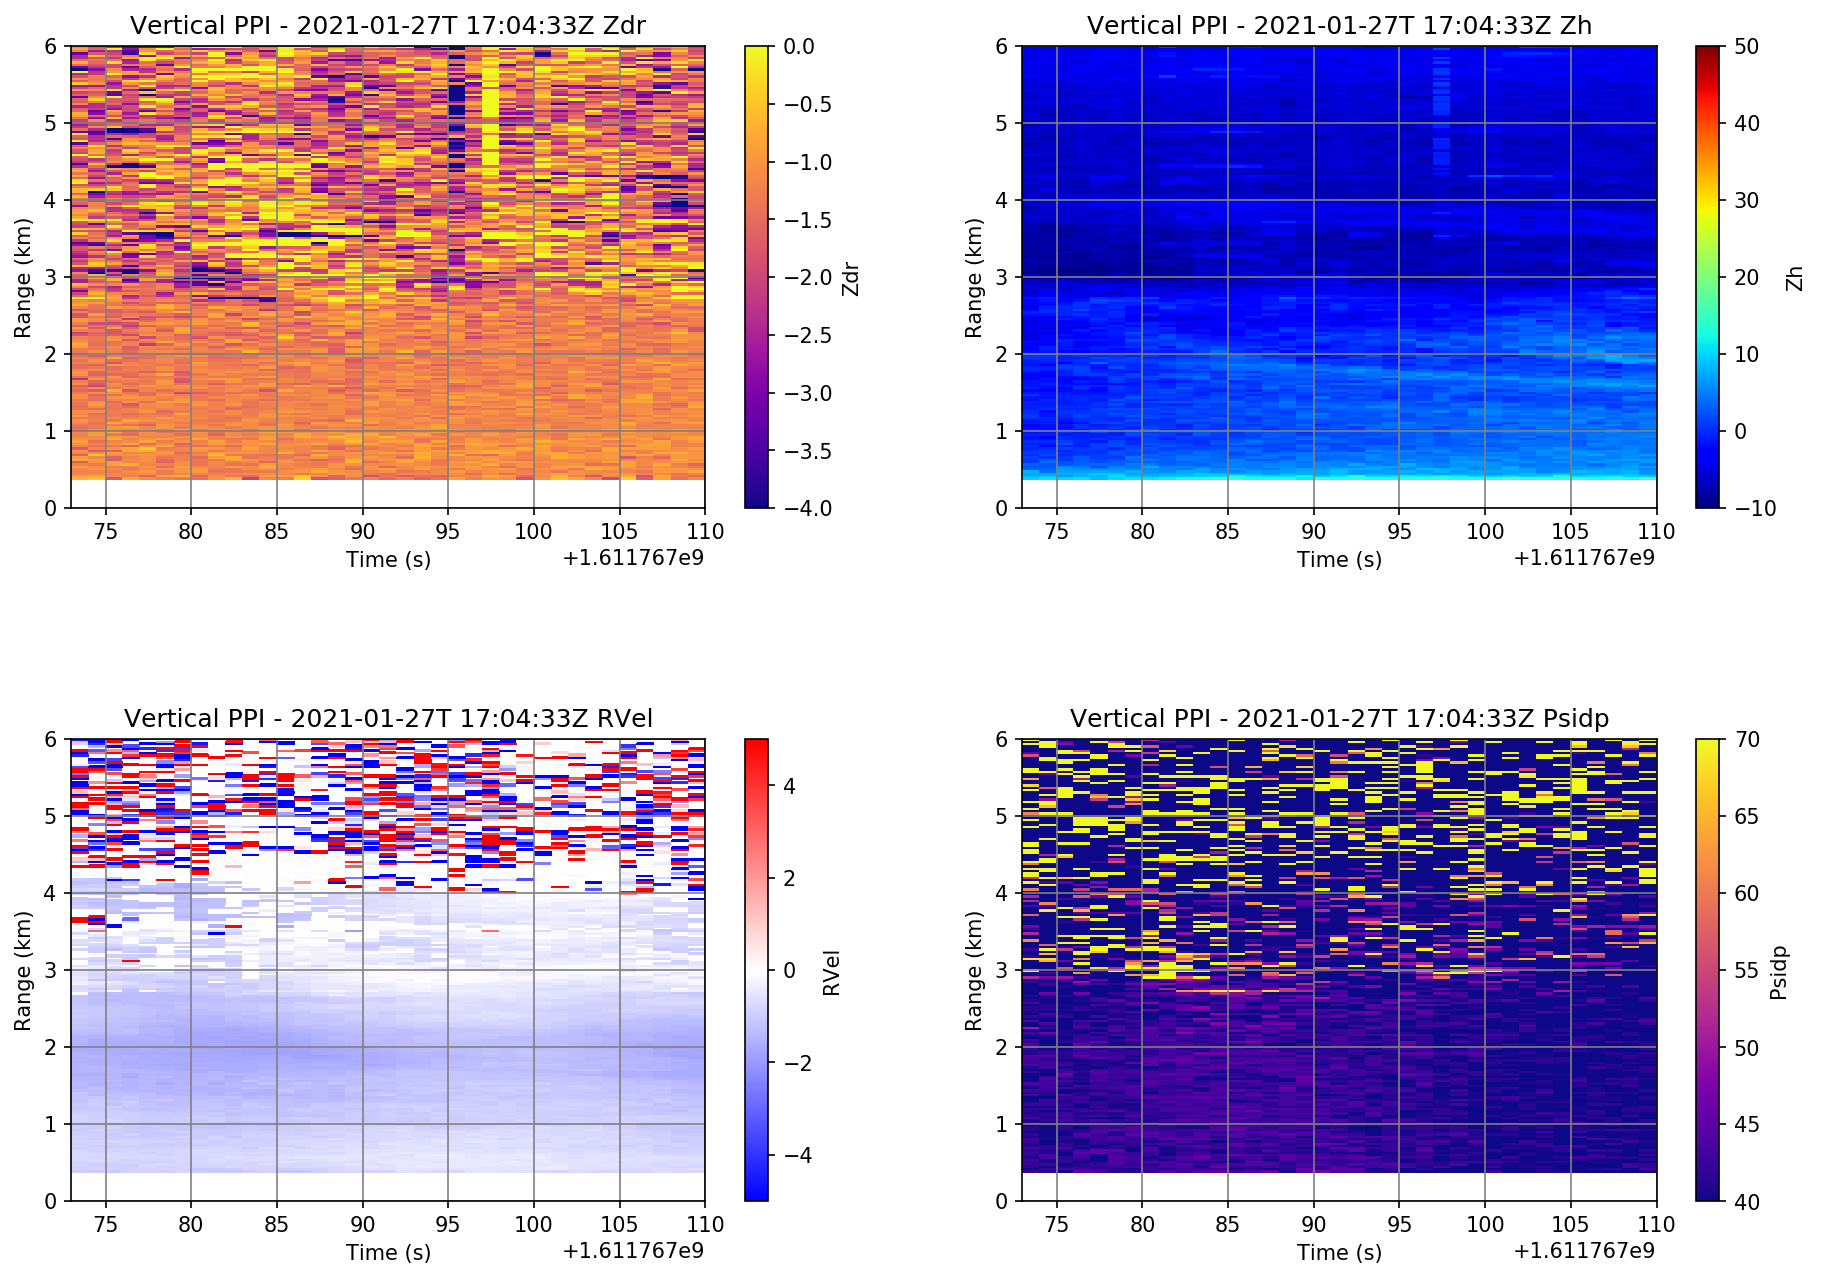 Vertical PPI - 2021-01-27T 17:04:33Z Zdr
6
5
4
3
2
1
0
Range (km)
75 80 85 90 95 100 105 110
Time (s)
+1.611767e9
0.0
−0.5
−1.0
−1.5
−2.0
−2.5
−3.0
−3.5
−4.0
Zdr
Vertical PPI - 2021-01-27T 17:04:33Z Zh
6
5
4
3
2
1
0
Range (km)
75 80 85 90 95 100 105 110
Time (s)
+1.611767e9
50
40
30
20
10
0
−10
Zh
Vertical PPI - 2021-01-27T 17:04:33Z RVel
6
5
4
3
2
1
0
Range (km)
75 80 85 90 95 100 105 110
Time (s)
+1.611767e9
4
2
0
−2
−4
RVel
Vertical PPI - 2021-01-27T 17:04:33Z Psidp
6
5
4
3
2
1
0
Range (km)
75 80 85 90 95 100 105 110
Time (s)
+1.611767e9
70
65
60
55
50
45
40
Psidp